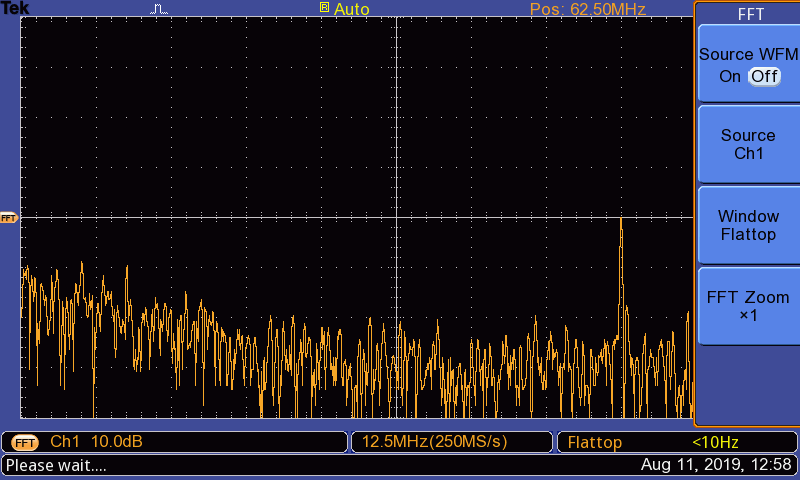 Tek
R Auto
Pos: 62.50MHz
FFT
Source WFM
On Off
Source
Ch1
Window
Flattop
FFT Zoom
×1
FFT
FFT Ch1 10.0dB
12.5MHz(250MS/s)
Flattop <10Hz
Please wait....
Aug 11, 2019, 12:58